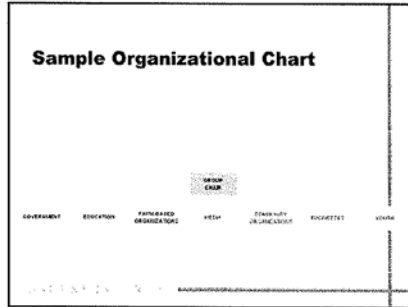 Sample Organizational Chart
GROUP
CHAIR
GOVERNMENT EDUCATION FAITH-BASED ORGANIZATIONS MEDIA COMMUNITY ORGANIZATIONS BUSINESSES YOUTH